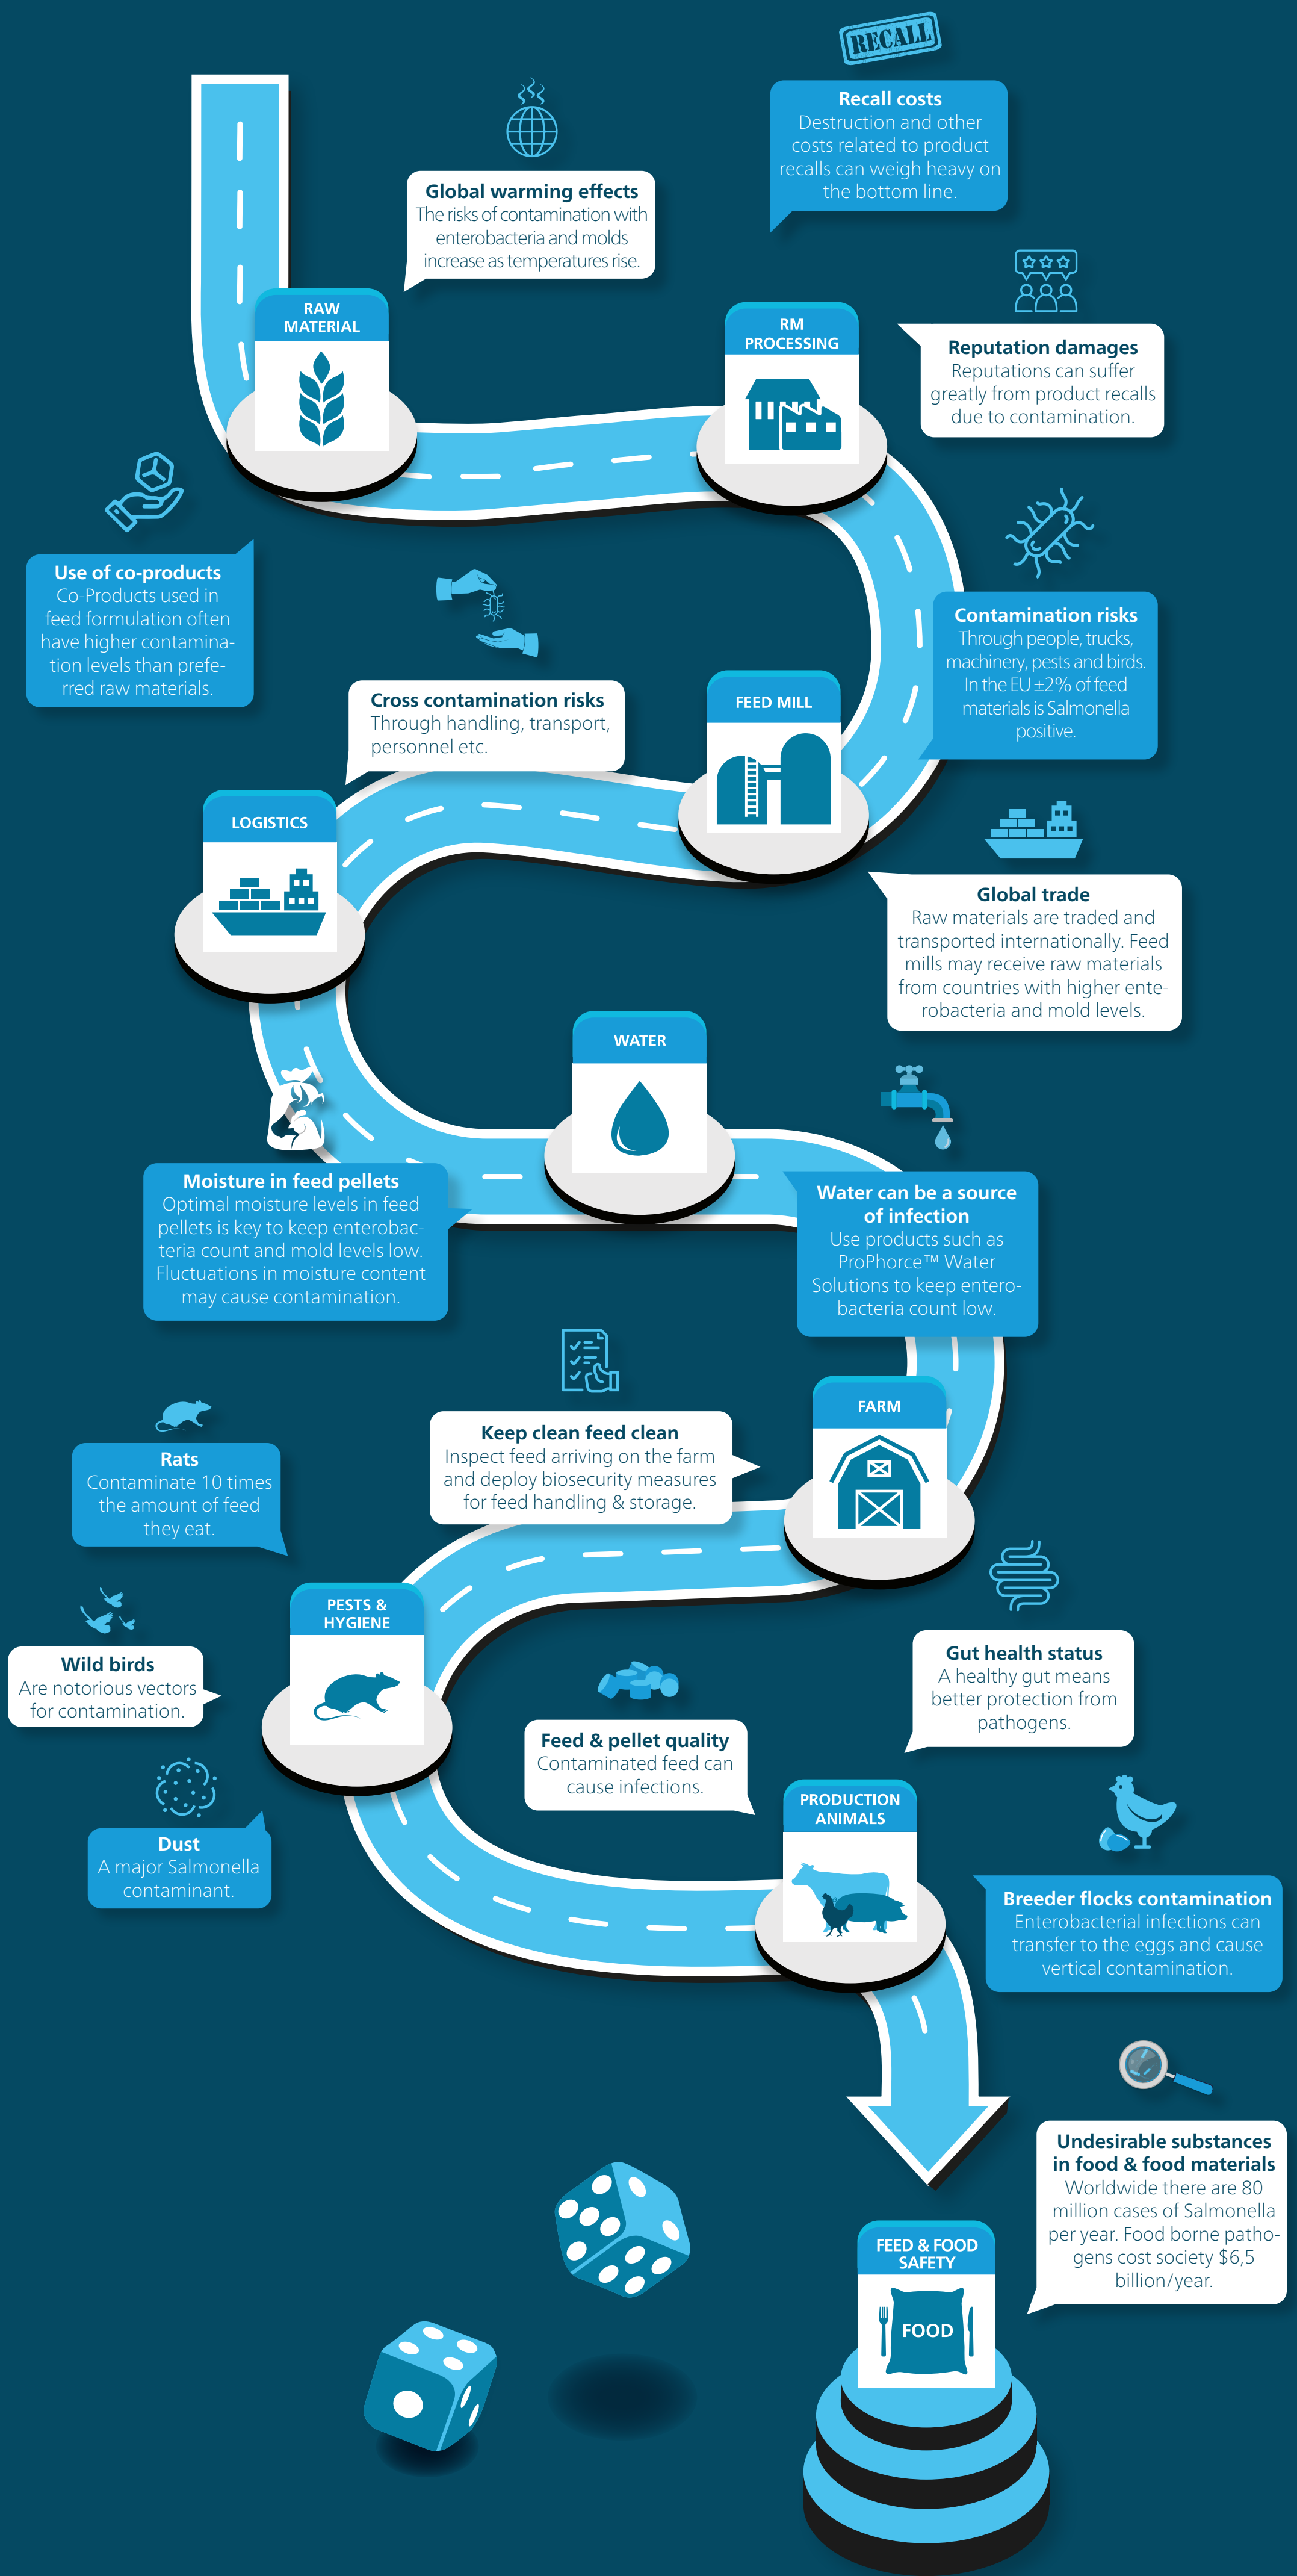 RECALL
Recall costs
Destruction and other
costs related to product
recalls can weigh heavy on
the bottom line.
Global warming effects
The risks of contamination with
enterobacteria and molds
increase as temperatures rise.
RAW
MATERIAL
RM
PROCESSING
Reputation damages
Reputations can suffer
greatly from product recalls
due to contamination.
Use of co-products
Co-Products used in
feed formulation often
have higher contamina-
tion levels than prefe-
rred raw materials.
Contamination risks
Through people, trucks,
machinery, pests and birds.
In the EU ±2% of feed
materials is Salmonella
positive.
Cross contamination risks
Through handling, transport,
personnel etc.
FEED MILL
LOGISTICS
Global trade
Raw materials are traded and
transported internationally. Feed
mills may receive raw materials
from countries with higher ente-
robacteria and mold levels.
WATER
Moisture in feed pellets
Optimal moisture levels in feed
pellets is key to keep enterobac-
teria count and mold levels low.
Fluctuations in moisture content
may cause contamination.
Water can be a source
of infection
Use products such as
ProPhorce™ Water
Solutions to keep entero-
bacteria count low.
FARM
Keep clean feed clean
Inspect feed arriving on the farm
and deploy biosecurity measures
for feed handling & storage.
Rats
Contaminate 10 times
the amount of feed
they eat.
PESTS &
HYGIENE
Wild birds
Are notorious vectors
for contamination.
Gut health status
A healthy gut means
better protection from
pathogens.
Feed & pellet quality
Contaminated feed can
cause infections.
Dust
A major Salmonella
contaminant.
PRODUCTION
ANIMALS
Breeder flocks contamination
Enterobacterial infections can
transfer to the eggs and cause
vertical contamination.
Undesirable substances
in food & food materials
Worldwide there are 80
million cases of Salmonella
per year. Food borne patho-
gens cost society $6,5
billion/year.
FEED & FOOD
SAFETY
FOOD